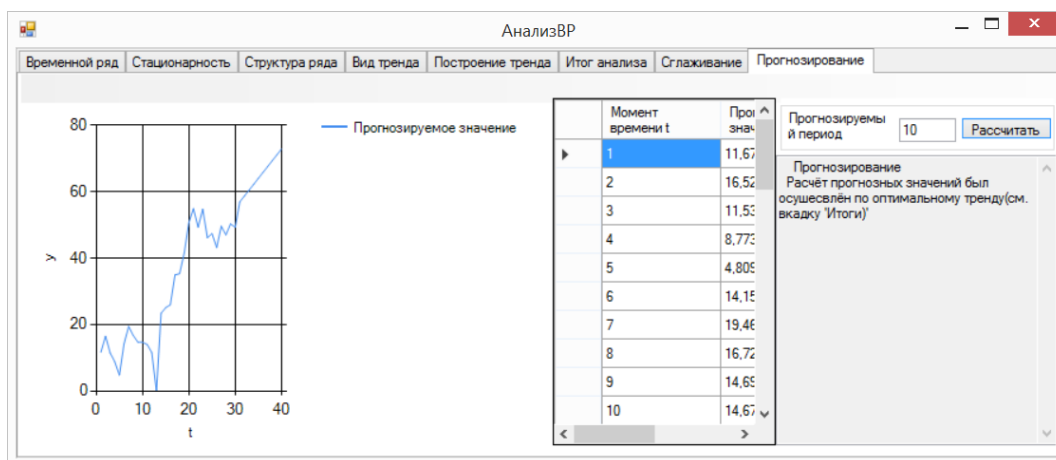 АнализВР
Временной ряд Стационарность Структура ряда Вид тренда Построение тренда Итог анализа Сглаживание Прогнозирование
80
60
40
20
0
y
0 10 20 30 40
t
Прогнозируемое значение
Момент времени t Про знач
1 11,67
2 16,52
3 11,53
4 8,773
5 4,809
6 14,15
7 19,46
8 16,72
9 14,69
10 14,67
Прогнозируемы
й период
10
Рассчитать
Прогнозирование
Расчёт прогнозных значений был
осушесвлён по оптимальному тренду(см.
вкадку 'Итоги)'